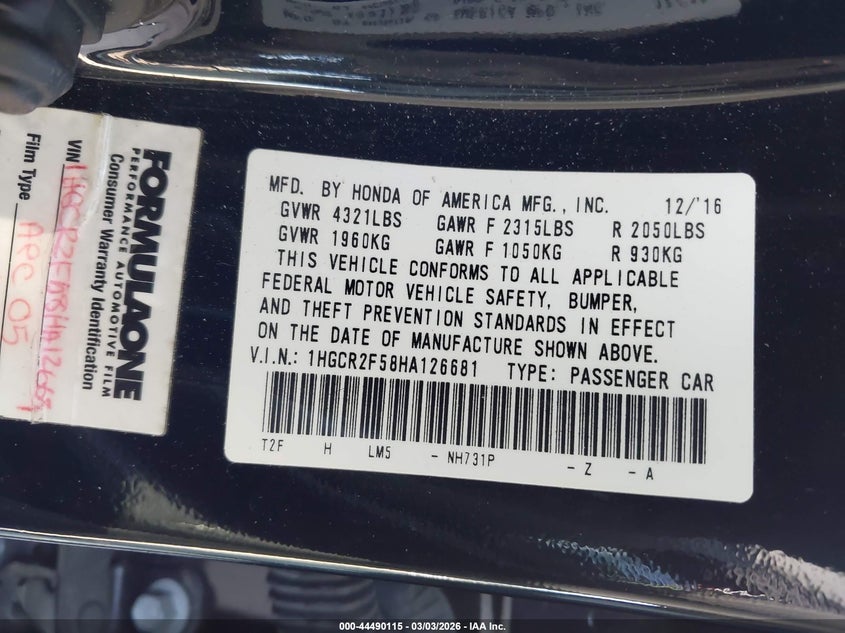 MFD. BY HONDA OF AMERICA MFG., INC. 12/'16
GVWR 4321LBS GAWR F 2315LBS R 2050LBS
GVWR 1960KG GAWR F 1050KG R 930KG
THIS VEHICLE CONFORMS TO ALL APPLICABLE
FEDERAL MOTOR VEHICLE SAFETY, BUMPER,
AND THEFT PREVENTION STANDARDS IN EFFECT
ON THE DATE OF MANUFACTURE SHOWN ABOVE.
V.I.N.: 1HGCR2F58HA126681 TYPE: PASSENGER CAR
T2F H LM5 - NH731P - Z - A
FORMULAONE
PERFORMANCE AUTOMOTIVE FILM
Consumer Warranty Identification
VIN
Film Type
05
000-44490115 - 03/03/2026 - IAA Inc.